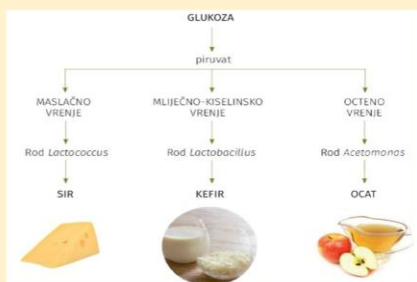 GLUKOZA
piruvat
MASLAČNO
VRENJE
MLIJEČNO-KISELINSKO
VRENJE
OCTENO
VRENJE
Rod Lactococcus
Rod Lactobacillus
Rod Acetomonas
SIR
KEFIR
OCAT